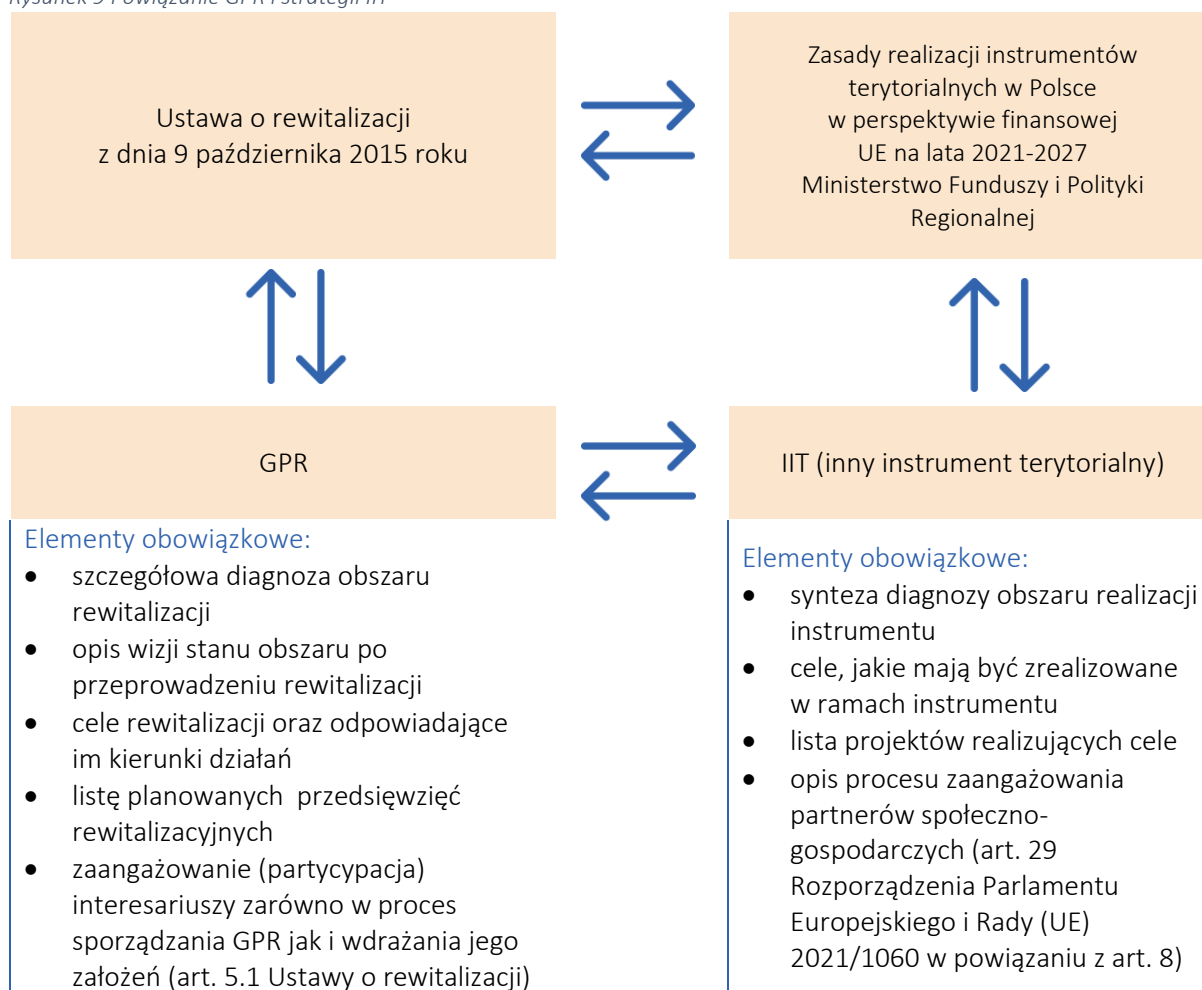 Ustawa o rewitalizacji
z dnia 9 października 2015 roku
Zasady realizacji instrumentów
terytorialnych w Polsce
w perspektywie finansowej
UE na lata 2021-2027
Ministerstwo Funduszy i Polityki
Regionalnej
GPR
IIT (inny instrument terytorialny)
Elementy obowiązkowe:
• szczegółowa diagnoza obszaru
rewitalizacji
• opis wizji stanu obszaru po
przeprowadzeniu rewitalizacji
• cele rewitalizacji oraz odpowiadające
im kierunki działań
• listę planowanych przedsięwzięć
rewitalizacyjnych
• zaangażowanie (partycypacja)
interesariuszy zarówno w proces
sporządzania GPR jak i wdrażania jego
założeń (art. 5.1 Ustawy o rewitalizacji)
Elementy obowiązkowe:
• synteza diagnozy obszaru realizacji
instrumentu
• cele, jakie mają być zrealizowane
w ramach instrumentu
• lista projektów realizujących cele
• opis procesu zaangażowania
partnerów społeczno-
gospodarczych (art. 29
Rozporządzenia Parlamentu
Europejskiego i Rady (UE)
2021/1060 w powiązaniu z art. 8)